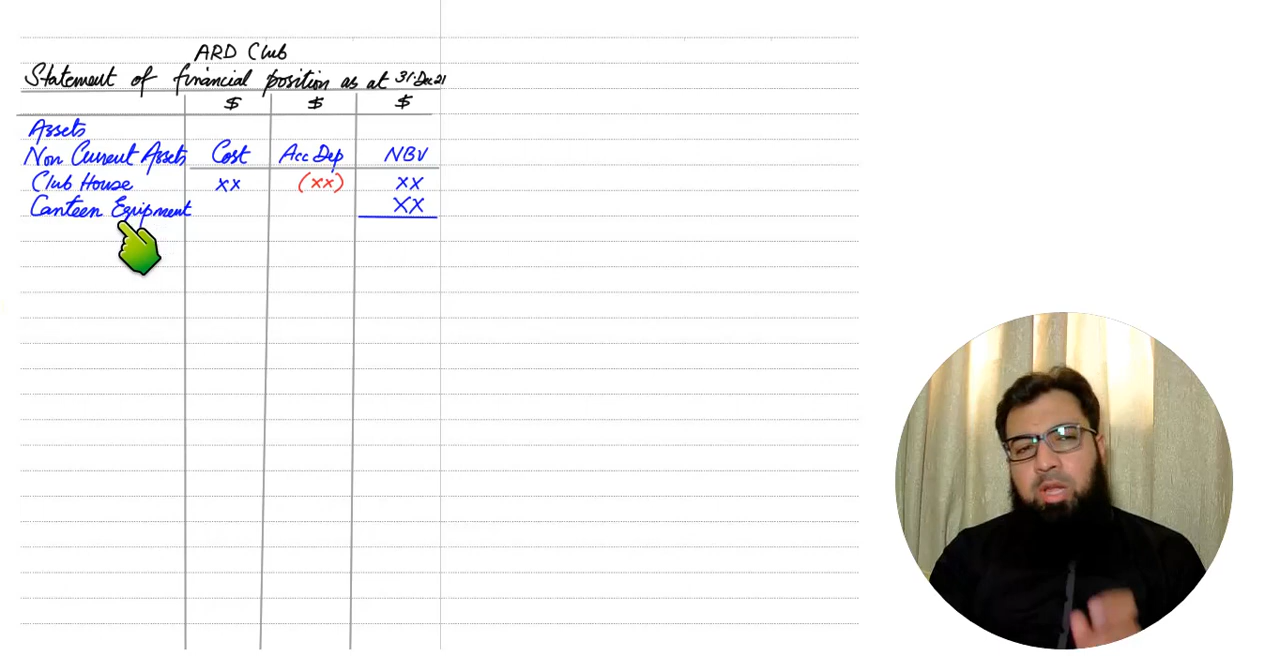 ARD Club
Statement of financial position as at 31·Dec 21
$ $ $
Assets
Non Current Assets Cost Acc Dep NBV
Club House xx (xx) xx
Canteen Equipment xx